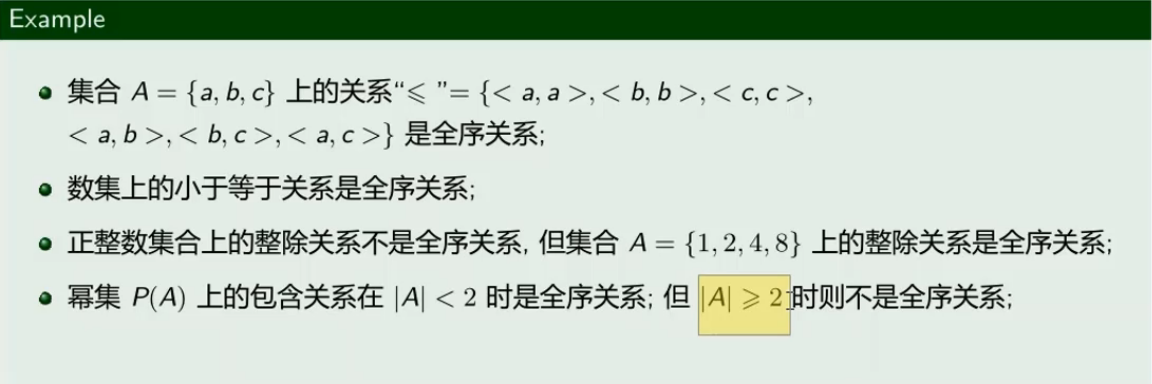 Example
集合 A = {a, b, c} 上的关系“⩽ ”= {< a, a >, < b, b >, < c, c >,
< a, b >, < b, c >, < a, c >} 是全序关系;
数集上的小于等于关系是全序关系;
正整数集合上的整除关系不是全序关系, 但集合 A = {1, 2, 4, 8} 上的整除关系是全序关系;
幂集 P(A) 上的包含关系在 |A| < 2 时是全序关系; 但 |A| ⩾ 2 时则不是全序关系;